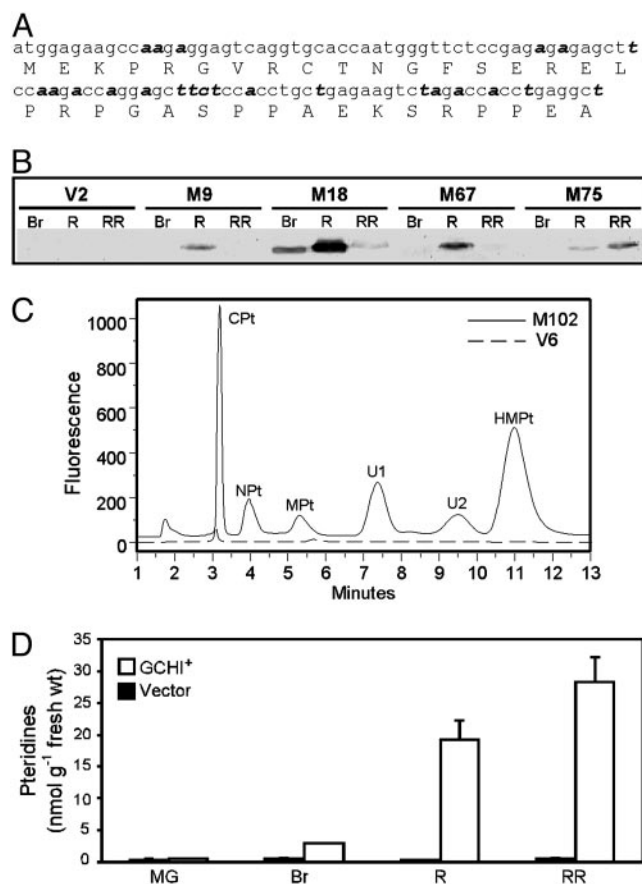 A
atggagaagccaagaggagtcaggtgcaccaatgggttctccgagagagagctt
M E K P R G V R C T N G F S E R E L
ccaagaccaggagcttctccacctgctgagaagtctagaccacctgaggct
P R P G A S P P A E K S R P P E A
B
V2 M9 M18 M67 M75
Br R RR Br R RR Br R RR Br R RR Br R RR
C
Fluorescence
1000
800
600
400
200
0
CPt
NPt
MPt
U1
U2
HMPt
M102
V6
1 2 3 4 5 6 7 8 9 10 11 12 13
Minutes
D
Pteridines
(nmol g⁻¹ fresh wt)
35
30
25
20
15
10
5
0
GCHI⁺
Vector
MG Br R RR